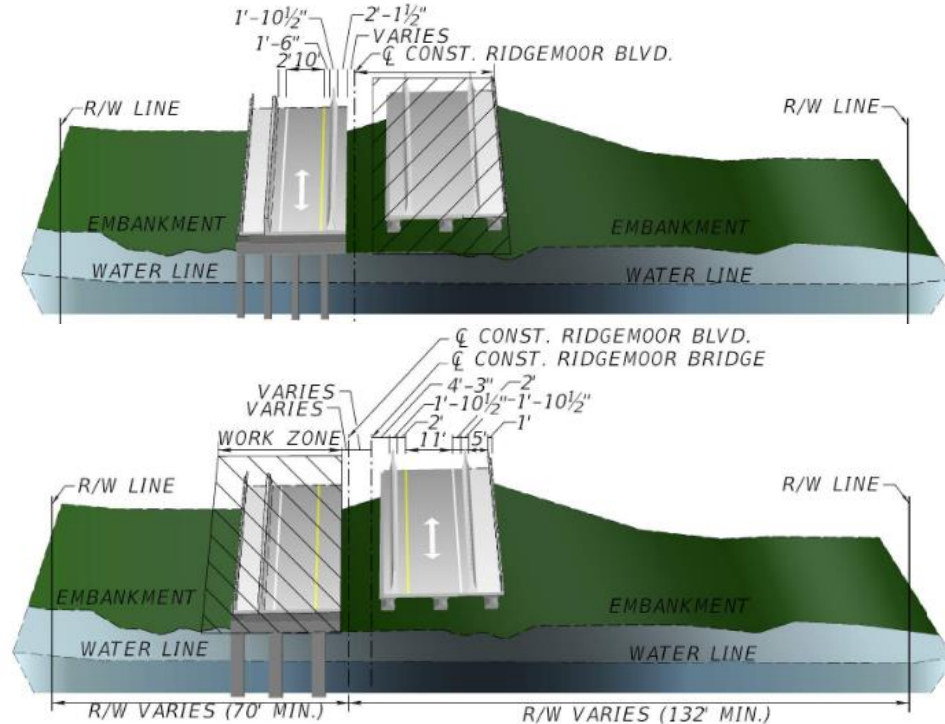 1'-10½" 2'-1½"
1'-6" VARIES
2' 10' ℄ CONST. RIDGEMOOR BLVD.
R/W LINE R/W LINE
EMBANKMENT EMBANKMENT
WATER LINE WATER LINE
℄ CONST. RIDGEMOOR BLVD.
℄ CONST. RIDGEMOOR BRIDGE
VARIES 4'-3" 2'
VARIES 1'-10½" 1'-10½"
WORK ZONE 2' 11' 5' 1'
R/W LINE R/W LINE
EMBANKMENT EMBANKMENT
WATER LINE WATER LINE
R/W VARIES (70' MIN.) R/W VARIES (132' MIN.)